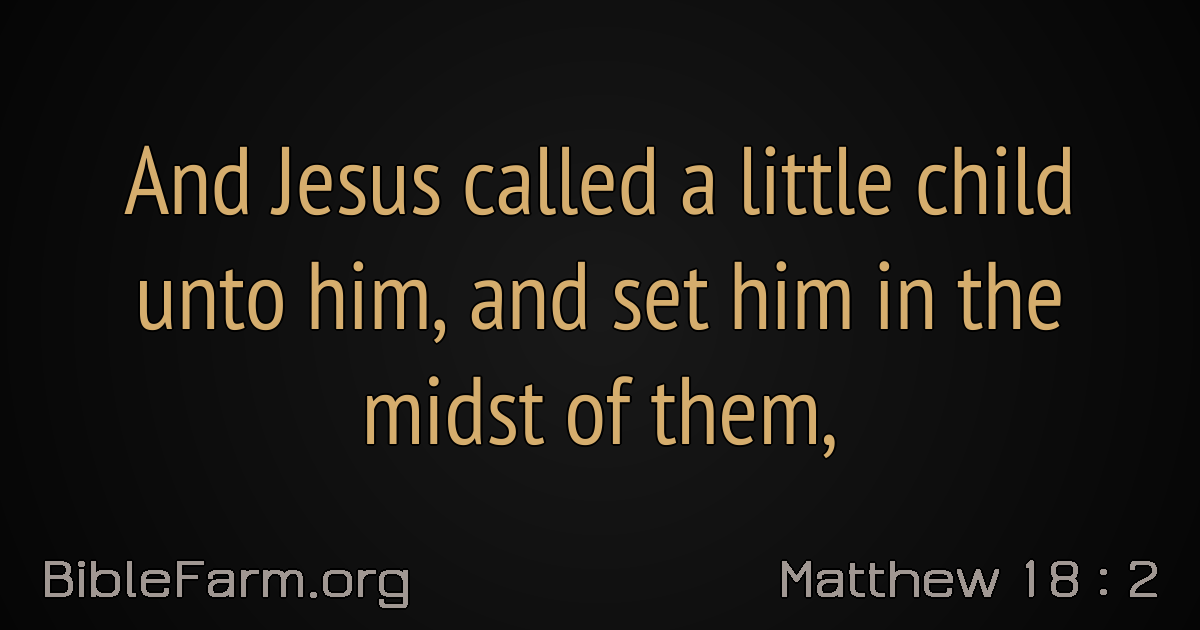 And Jesus called a little child
unto him, and set him in the
midst of them,
BibleFarm.org
Matthew 18 : 2